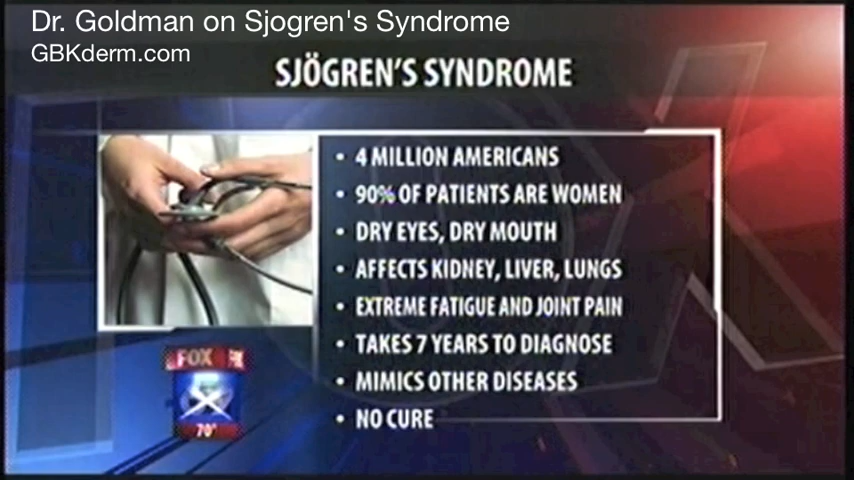 Dr. Goldman on Sjogren's Syndrome
GBKderm.com
SJÖGREN'S SYNDROME
• 4 MILLION AMERICANS
• 90% OF PATIENTS ARE WOMEN
• DRY EYES, DRY MOUTH
• AFFECTS KIDNEY, LIVER, LUNGS
• EXTREME FATIGUE AND JOINT PAIN
• TAKES 7 YEARS TO DIAGNOSE
• MIMICS OTHER DISEASES
• NO CURE
FOX
70°